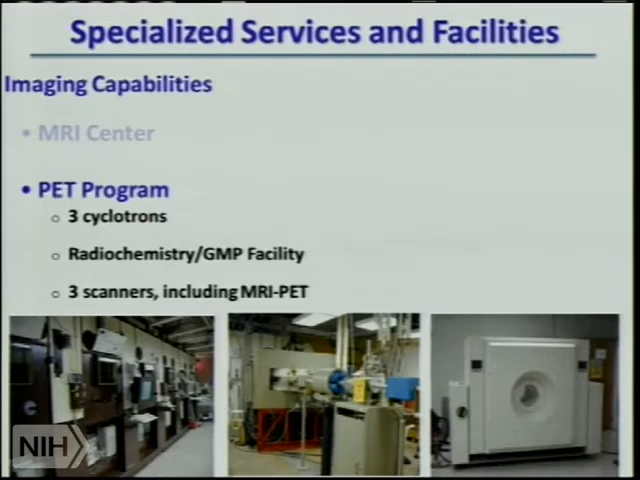 Specialized Services and Facilities
Imaging Capabilities
• MRI Center
• PET Program
○ 3 cyclotrons
○ Radiochemistry/GMP Facility
○ 3 scanners, including MRI-PET
NIH